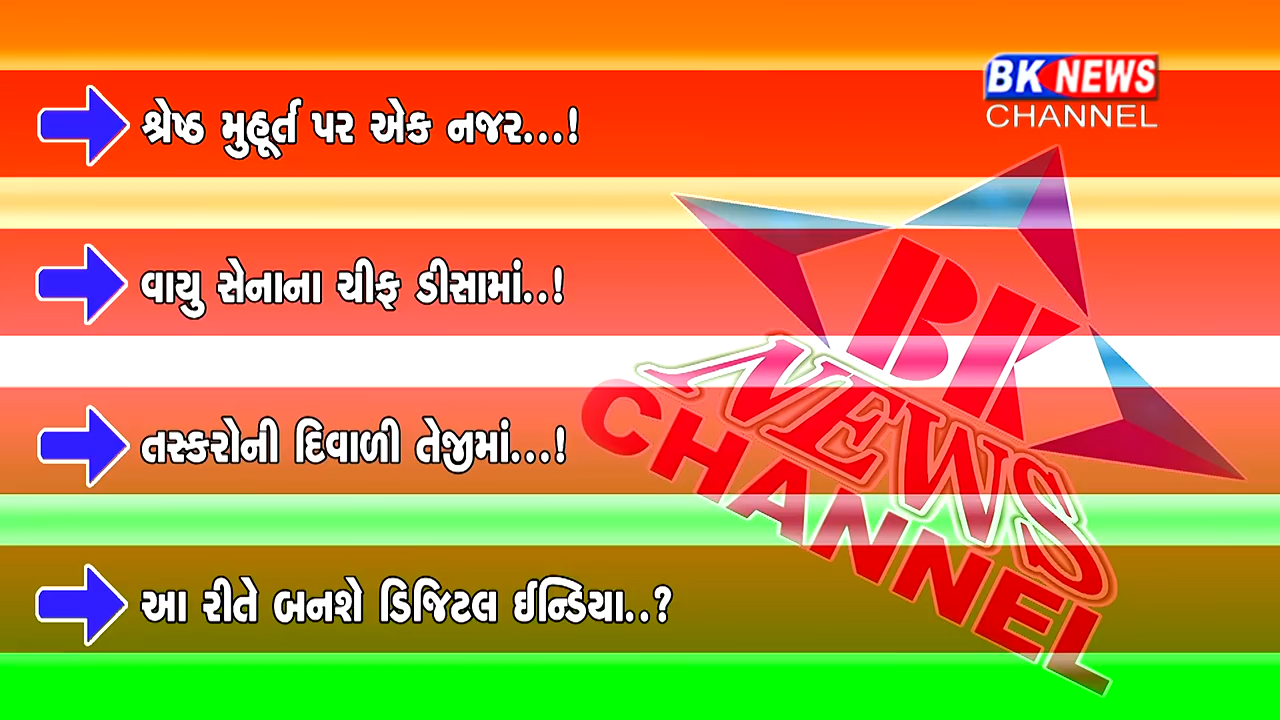 BK NEWS
CHANNEL
શ્રેષ્ઠ મુહૂર્ત પર એક નજર...!
વાયુ સેનાના ચીફ ડીસામાં..!
તસ્કરોની દિવાળી તેજીમાં...!
આ રીતે બનશે ડિજિટલ ઈન્ડિયા..?
BK
NEWS
CHANNEL